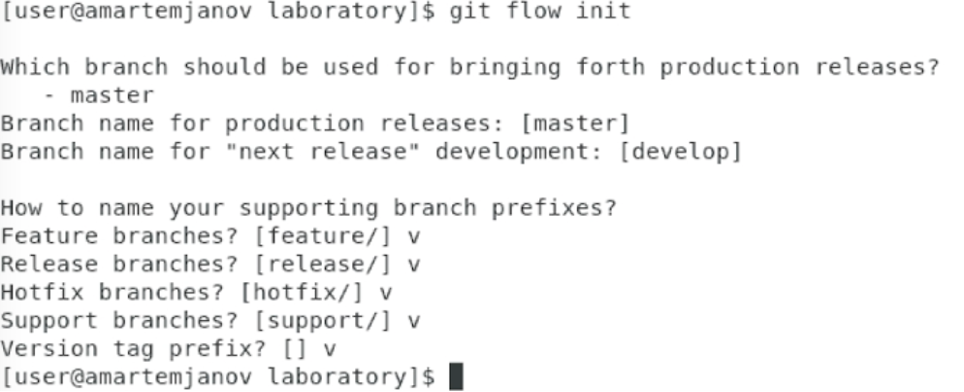 [user@amartemjanov laboratory]$ git flow init
Which branch should be used for bringing forth production releases?
- master
Branch name for production releases: [master]
Branch name for "next release" development: [develop]
How to name your supporting branch prefixes?
Feature branches? [feature/] v
Release branches? [release/] v
Hotfix branches? [hotfix/] v
Support branches? [support/] v
Version tag prefix? [] v
[user@amartemjanov laboratory]$